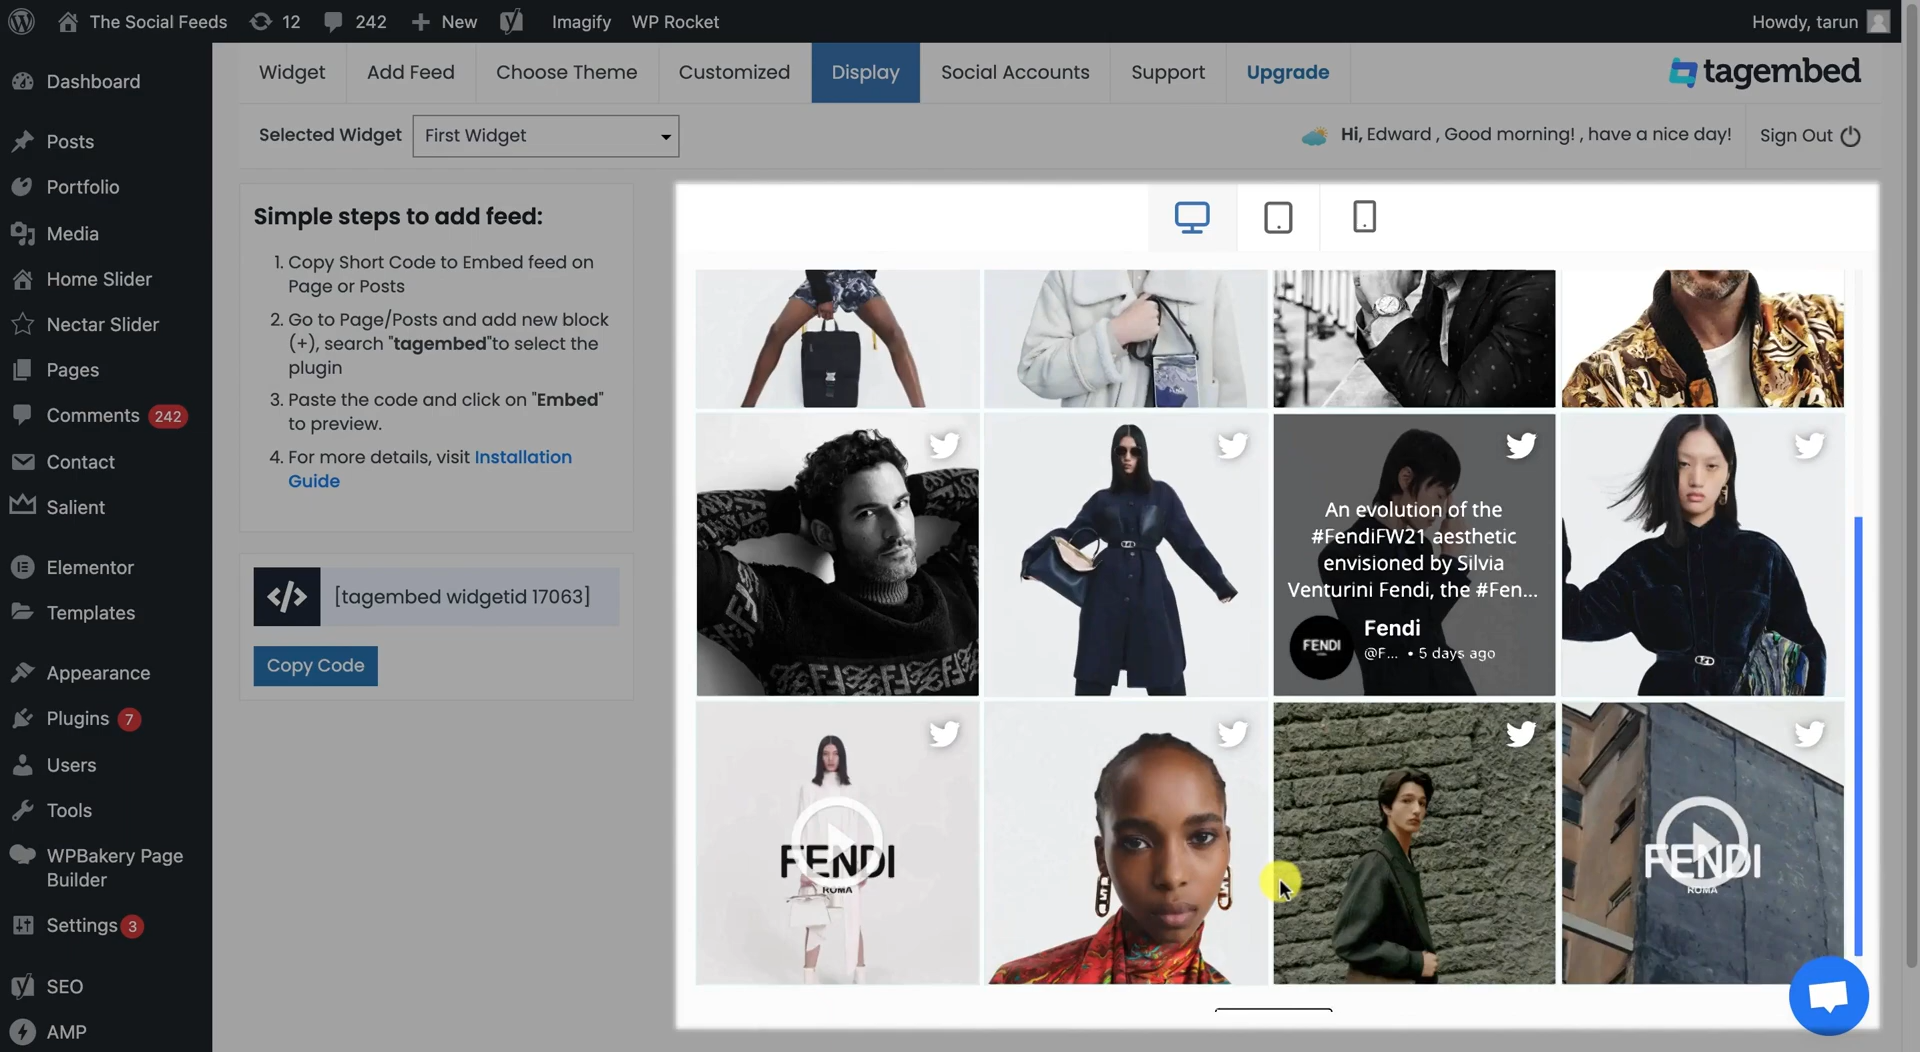 The Social Feeds
12
242
New
Imagify
WP Rocket
Howdy, tarun
Dashboard
Posts
Portfolio
Media
Home Slider
Nectar Slider
Pages
Comments 242
Contact
Salient
Elementor
Templates
Appearance
Plugins 7
Users
Tools
WPBakery Page
Builder
Settings 3
SEO
AMP
Widget
Add Feed
Choose Theme
Customized
Display
Social Accounts
Support
Upgrade
tagembed
Selected Widget
First Widget
Hi, Edward , Good morning! , have a nice day!
Sign Out
Simple steps to add feed:
1. Copy Short Code to Embed feed on
Page or Posts
2. Go to Page/Posts and add new block
(+), search "tagembed"to select the
plugin
3. Paste the code and click on "Embed"
to preview.
4. For more details, visit Installation
Guide
</>
[tagembed widgetid 17063]
Copy Code
An evolution of the
#FendiFW21 aesthetic
envisioned by Silvia
Venturini Fendi, the #Fen...
FENDI
Fendi
@F... • 5 days ago
FENDI
ROMA
FENDI
ROMA